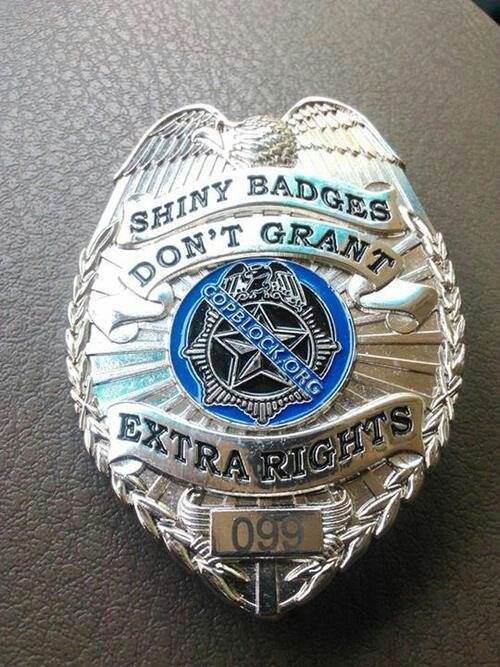 SHINY BADGES
DON'T GRANT
COPBLOCK.ORG
EXTRA RIGHTS
099